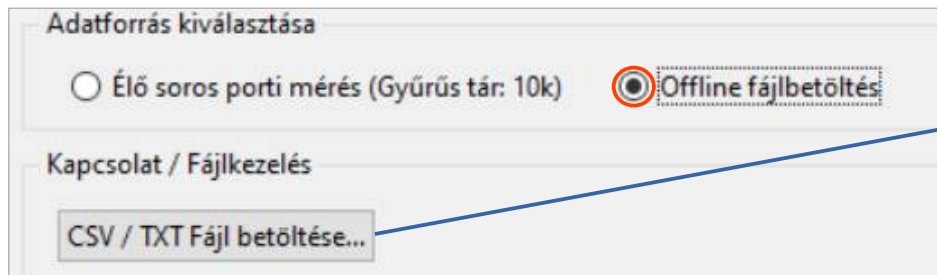 Adatforrás kiválasztása
Élő soros porti mérés (Gyűrűs tár: 10k) Offline fájlbetöltés
Kapcsolat / Fájlkezelés
CSV / TXT Fájl betöltése...